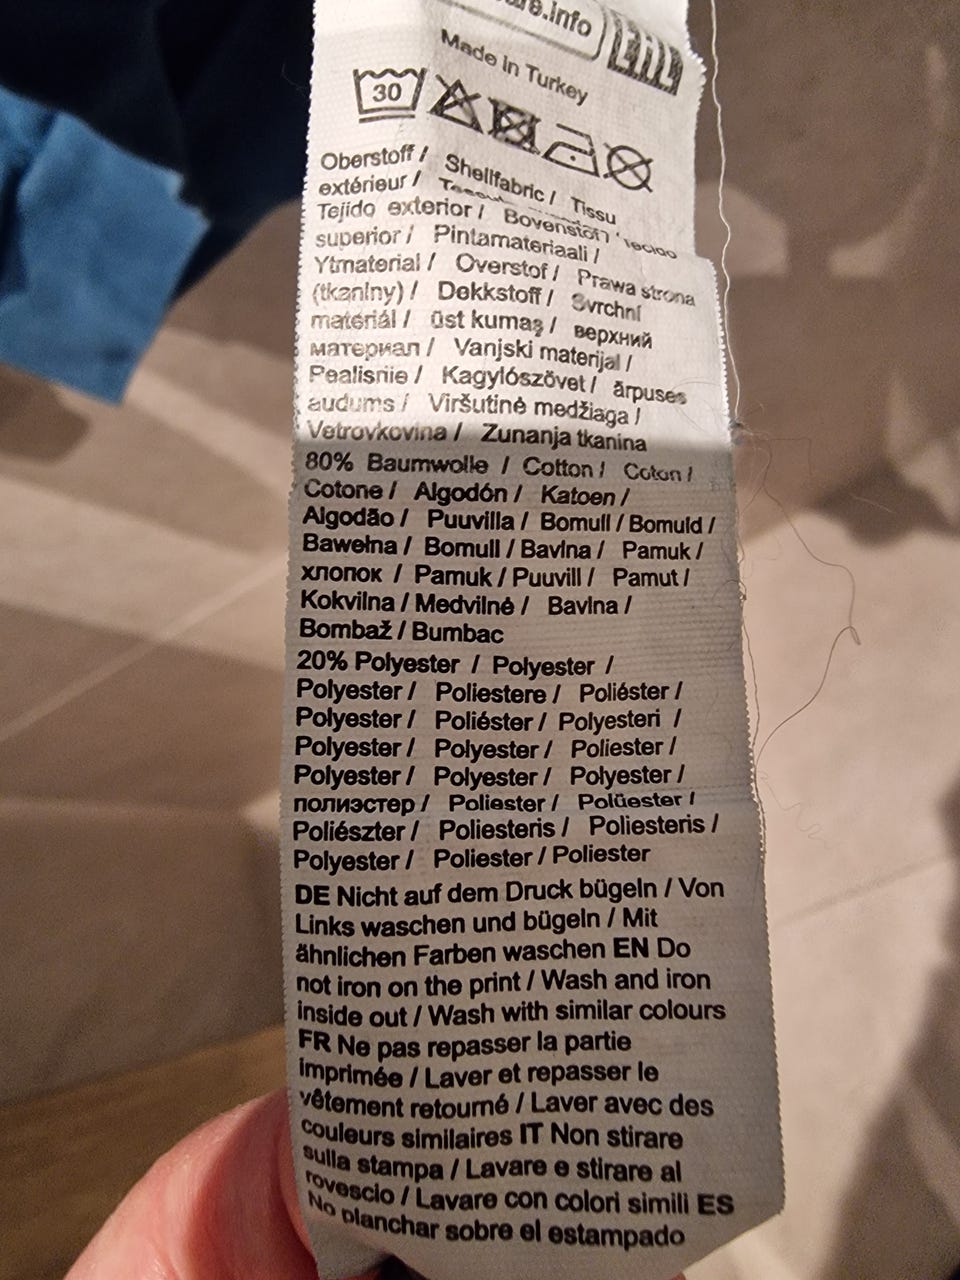 .info
Made in Turkey
30
Oberstoff / Shellfabric / Tissu
extérieur /
Tejido exterior / Bovenstof / Tecido
superior / Pintamateriaali /
Ytmaterial / Overstof / Prawa strona
(tkaniny) / Dekkstoff / Svrchní
materiál / üst kumaş / верхний
материал / Vanjski materijal /
Pealisriie / Kagylószövet / ārpuses
audums / Viršutinė medžiaga /
Vetrovkovina / Zunanja tkanina
80% Baumwolle / Cotton / Coton /
Cotone / Algodón / Katoen /
Algodão / Puuvilla / Bomull / Bomuld /
Bawełna / Bomull / Bavlna / Pamuk /
хлопок / Pamuk / Puuvill / Pamut /
Kokvilna / Medvilnė / Bavlna /
Bombaž / Bumbac
20% Polyester / Polyester /
Polyester / Poliestere / Poliéster /
Polyester / Poliéster / Polyesteri /
Polyester / Polyester / Poliester /
Polyester / Polyester / Polyester /
полиэстер / Poliester / Polüester /
Poliészter / Poliesteris / Poliesteris /
Polyester / Poliester / Poliester
DE Nicht auf dem Druck bügeln / Von
Links waschen und bügeln / Mit
ähnlichen Farben waschen EN Do
not iron on the print / Wash and iron
inside out / Wash with similar colours
FR Ne pas repasser la partie
imprimée / Laver et repasser le
vêtement retourné / Laver avec des
couleurs similaires IT Non stirare
sulla stampa / Lavare e stirare al
rovescio / Lavare con colori simili ES
No planchar sobre el estampado